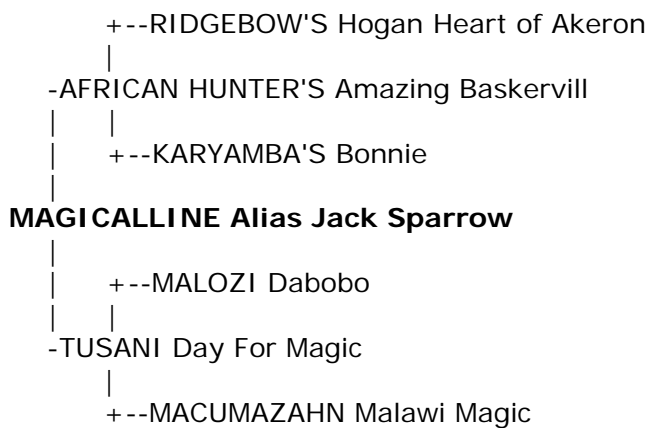 +--RIDGEBOW'S Hogan Heart of Akeron
|
-AFRICAN HUNTER'S Amazing Baskervill
| |
| +--KARYAMBA'S Bonnie
|
MAGICALLINE Alias Jack Sparrow
|
| +--MALOZI Dabobo
| |
-TUSANI Day For Magic
|
+--MACUMAZAHN Malawi Magic